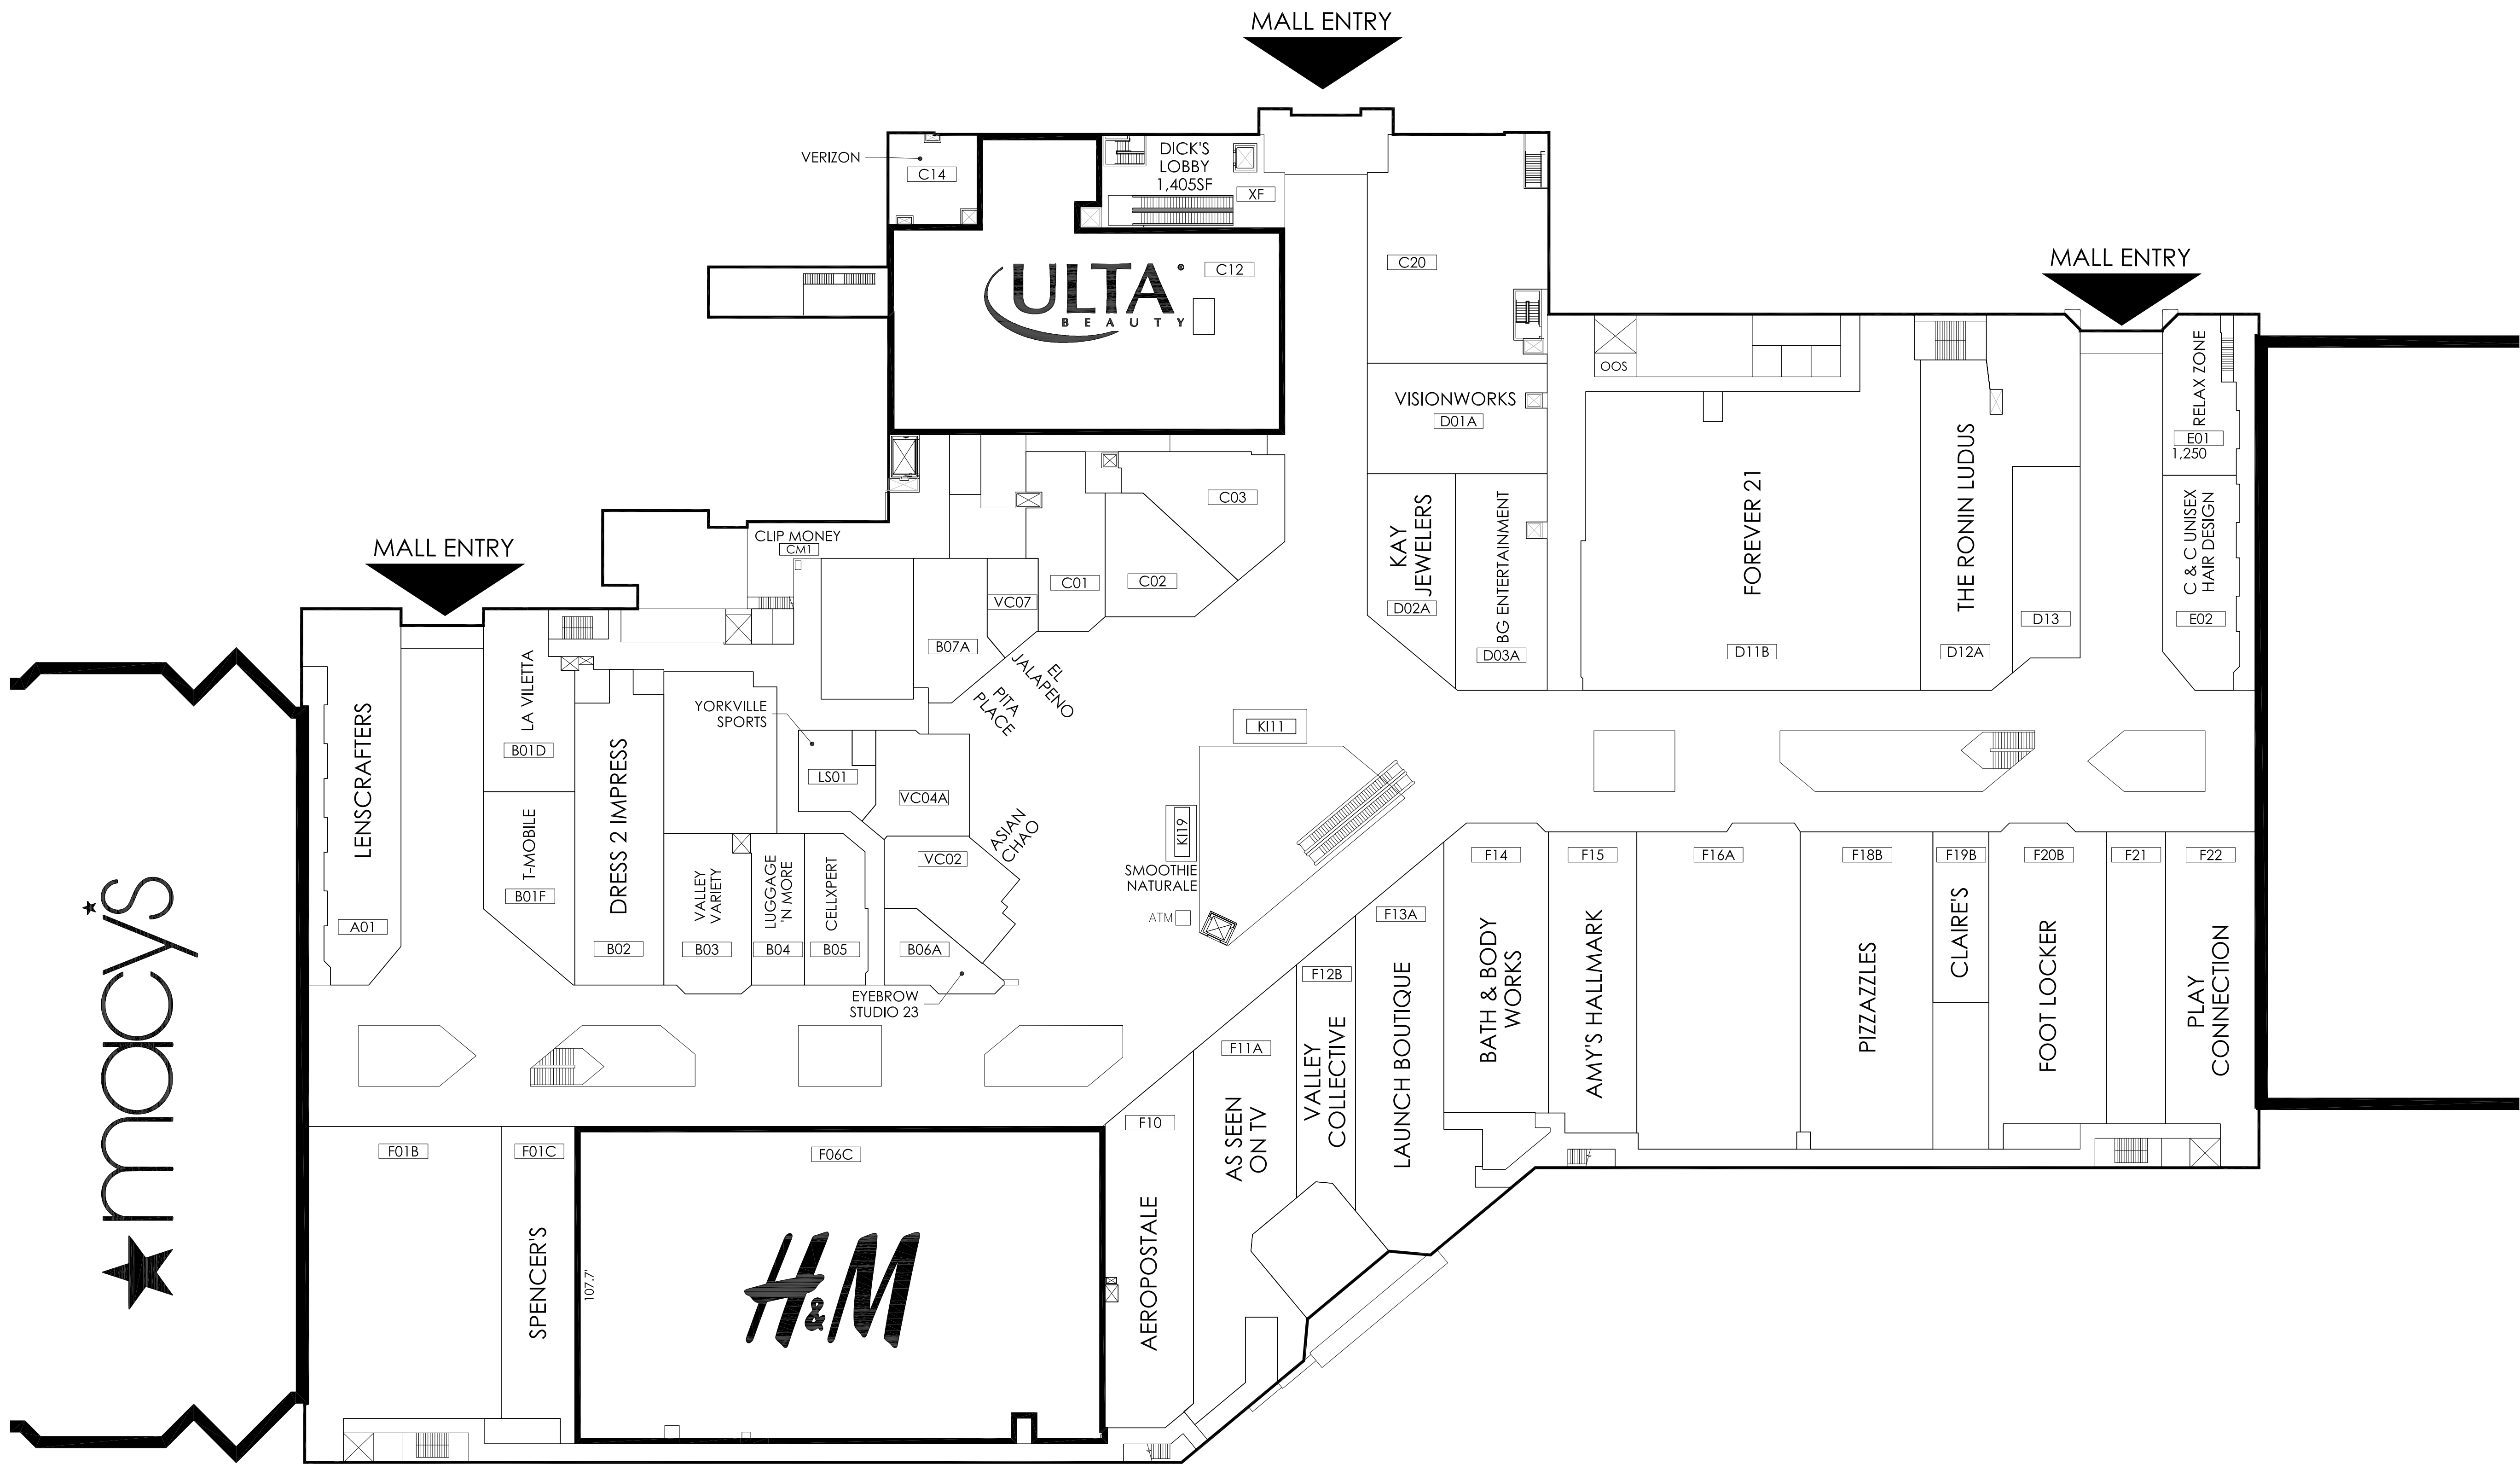 MALL ENTRY
VERIZON
C14
DICK'S
LOBBY
1,405SF
XF
ULTA
BEAUTY
®
C12
C20
MALL ENTRY
OOS
VISIONWORKS
D01A
RELAX ZONE
E01
1,250
C03
KAY
JEWELERS
D02A
BG ENTERTAINMENT
D03A
FOREVER 21
D11B
THE RONIN LUDUS
D12A
D13
C & C UNISEX
HAIR DESIGN
E02
MALL ENTRY
CLIP MONEY
CM1
C01
C02
VC07
B07A
EL
JALAPENO
PITA
PLACE
LENSCRAFTERS
A01
LA VILETTA
B01D
T-MOBILE
B01F
DRESS 2 IMPRESS
B02
YORKVILLE
SPORTS
LS01
VC04A
ASIAN
CHAO
VC02
VALLEY
VARIETY
B03
LUGGAGE
'N MORE
B04
CELLXPERT
B05
B06A
EYEBROW
STUDIO 23
KI11
KI19
SMOOTHIE
NATURALE
ATM
macy's
F01B
F01C
SPENCER'S
F06C
107.7'
H&M
F10
AEROPOSTALE
F11A
AS SEEN
ON TV
F12B
VALLEY
COLLECTIVE
F13A
LAUNCH BOUTIQUE
F14
BATH & BODY
WORKS
F15
AMY'S HALLMARK
F16A
F18B
PIZAZZLES
F19B
CLAIRE'S
F20B
FOOT LOCKER
F21
F22
PLAY
CONNECTION